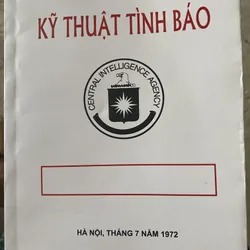 KỸ THUẬT TÌNH BÁO
CENTRAL INTELLIGENCE AGENCY
HÀ NỘI, THÁNG 7 NĂM 1972